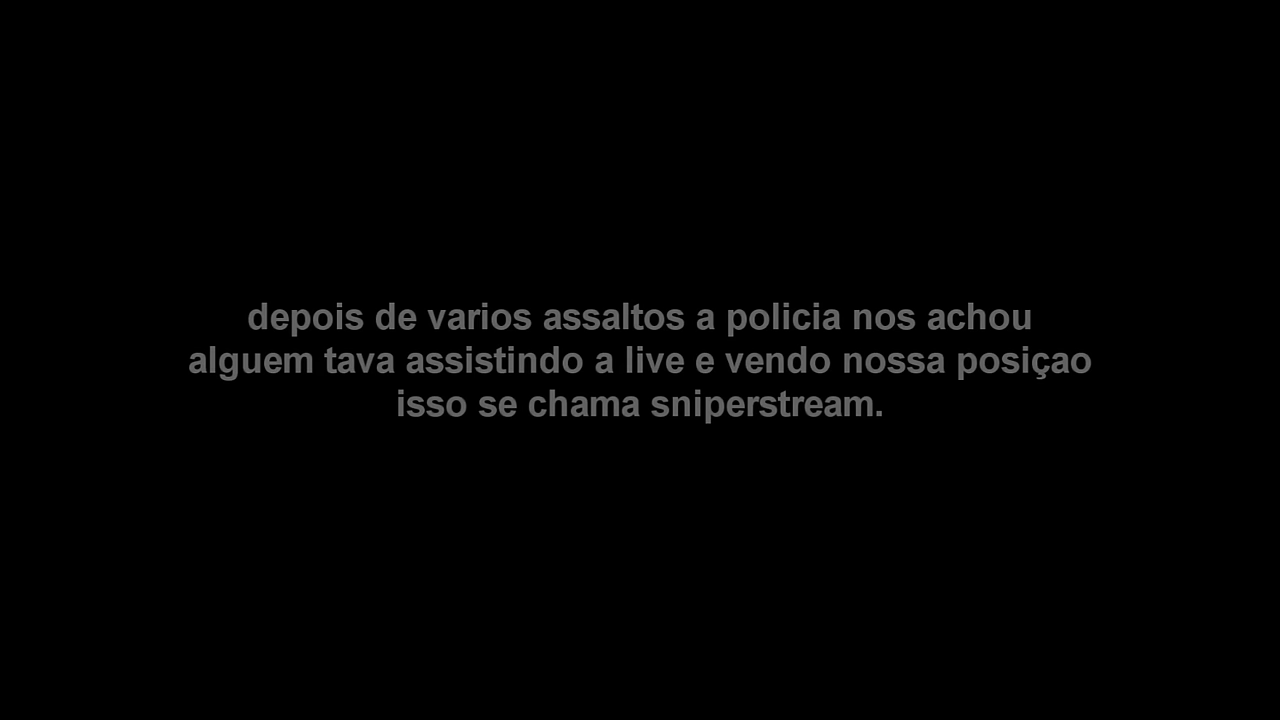 depois de varios assaltos a policia nos achou
alguem tava assistindo a live e vendo nossa posiçao
isso se chama sniperstream.